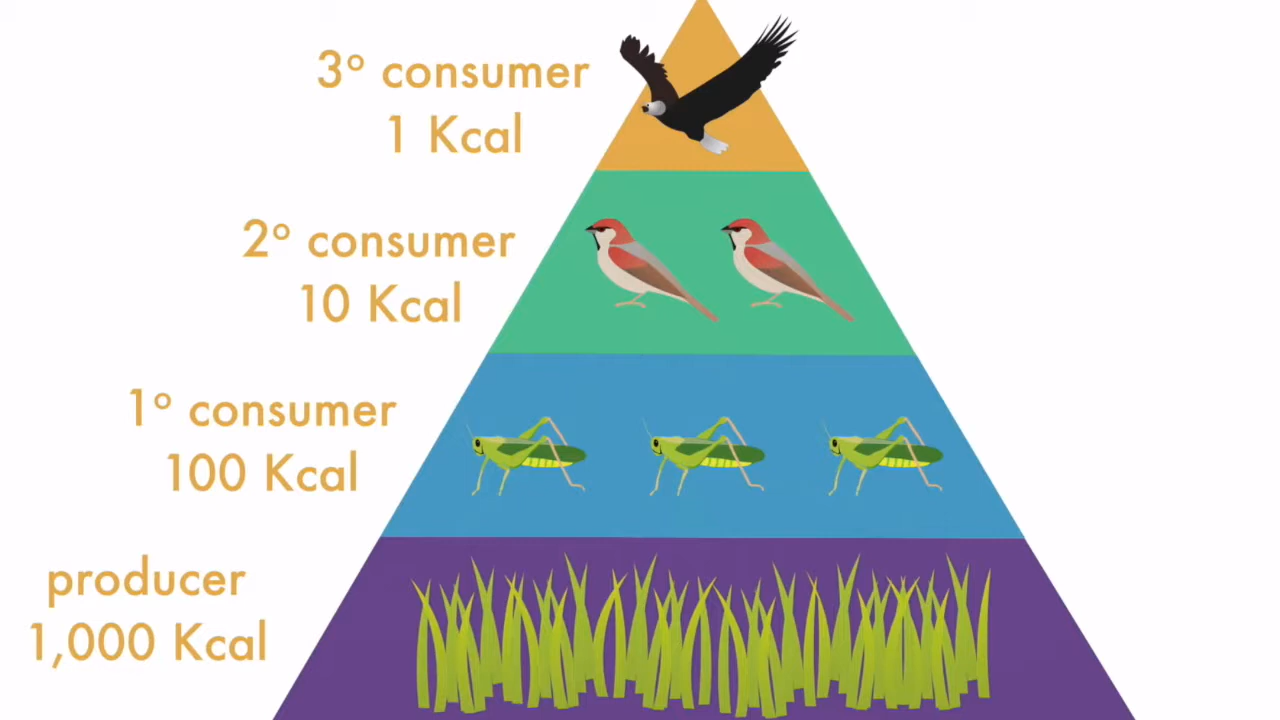 3° consumer
1 Kcal
2° consumer
10 Kcal
1° consumer
100 Kcal
producer
1,000 Kcal